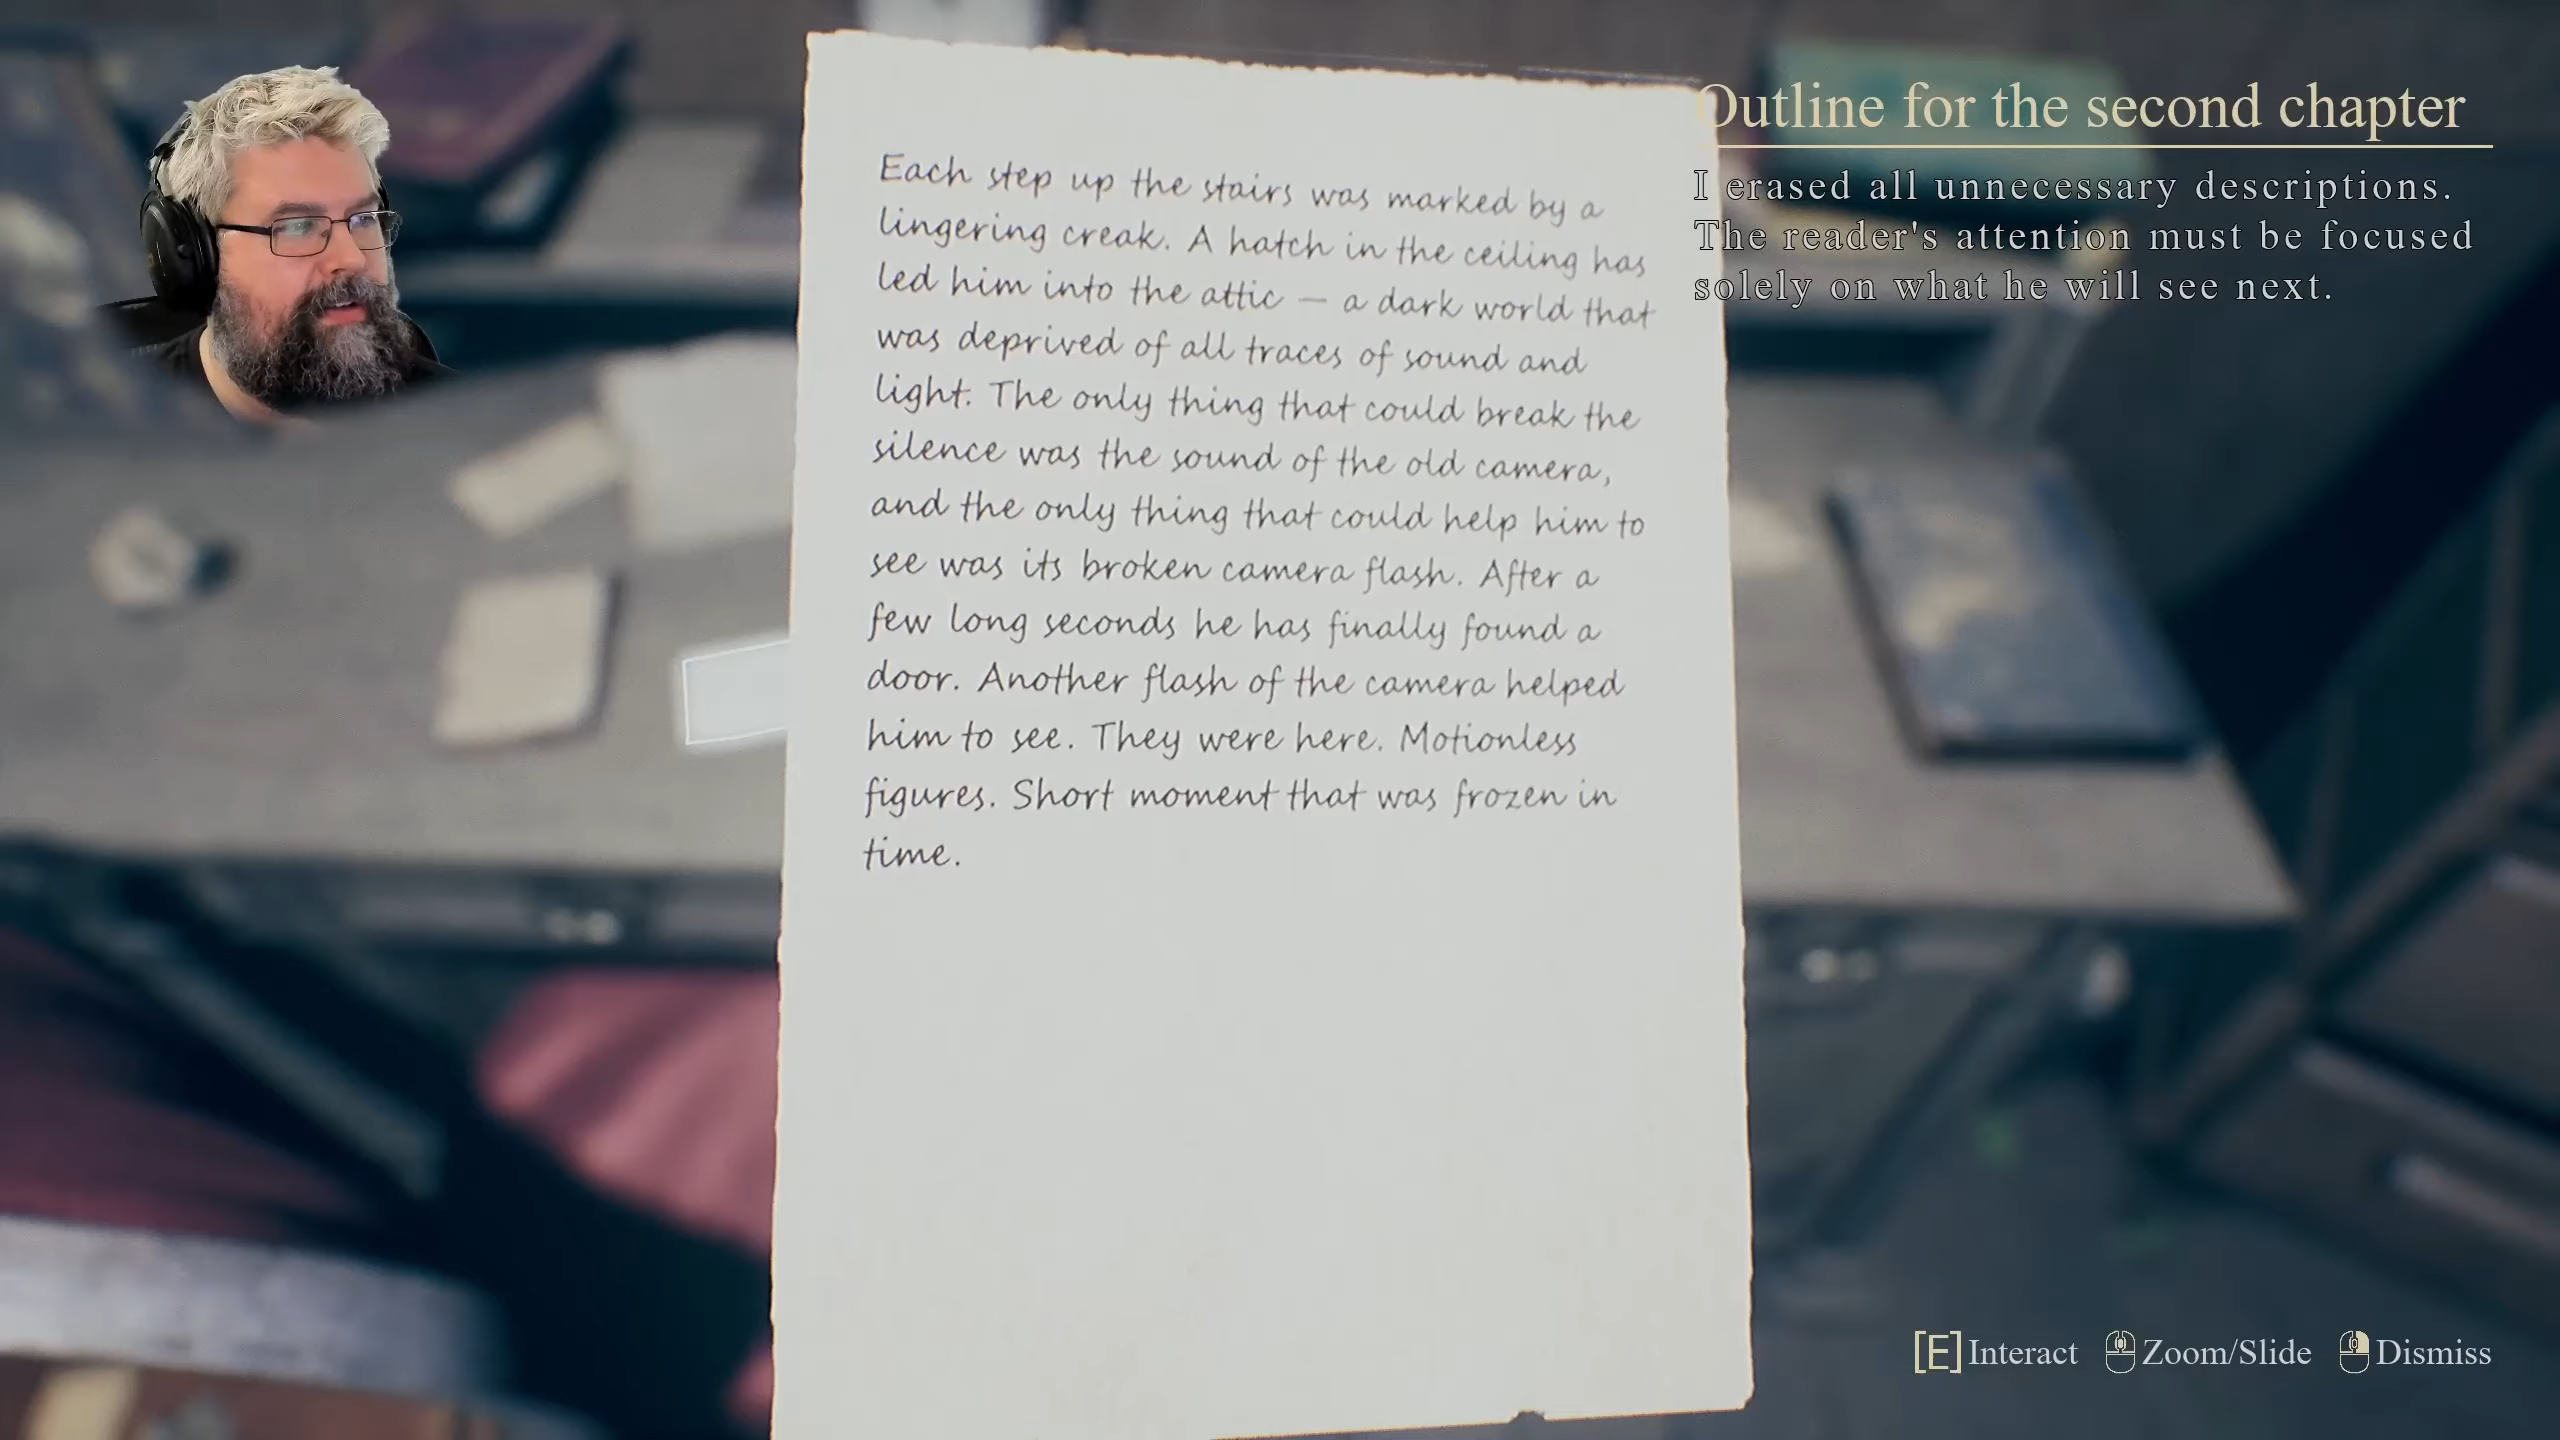 Each step up the stairs was marked by a
lingering creak. A hatch in the ceiling has
led him into the attic — a dark world that
was deprived of all traces of sound and
light. The only thing that could break the
silence was the sound of the old camera,
and the only thing that could help him to
see was its broken camera flash. After a
few long seconds he has finally found a
door. Another flash of the camera helped
him to see. They were here. Motionless
figures. Short moment that was frozen in
time.
Outline for the second chapter
I erased all unnecessary descriptions.
The reader's attention must be focused
solely on what he will see next.
[E] Interact Zoom/Slide Dismiss